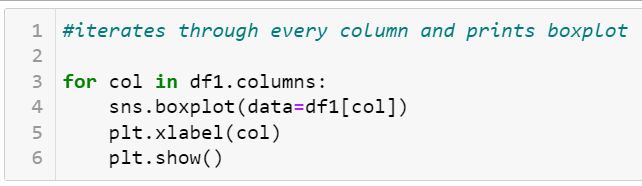 1 #iterates through every column and prints boxplot
2
3 for col in df1.columns:
4     sns.boxplot(data=df1[col])
5     plt.xlabel(col)
6     plt.show()